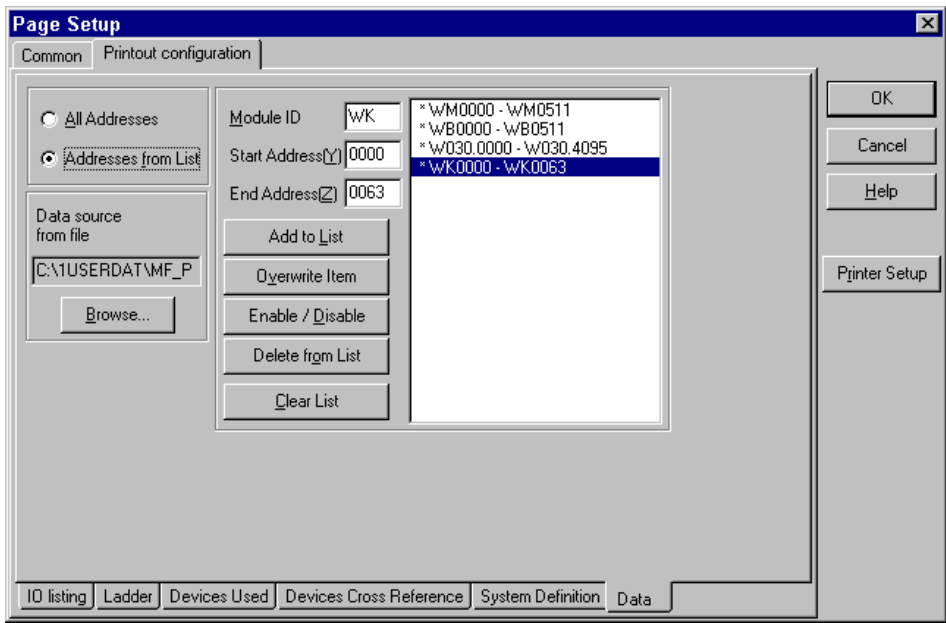 Page Setup
Common
Printout configuration
All Addresses
Addresses from List
Data source
from file
C:\1USERDAT\MF_P
Browse...
Module ID
WK
Start Address(Y)
0000
End Address(Z)
0063
Add to List
Overwrite Item
Enable / Disable
Delete from List
Clear List
* WM0000 - WM0511
* WB0000 - WB0511
* W030.0000 - W030.4095
* WK0000 - WK0063
OK
Cancel
Help
Printer Setup
IO listing
Ladder
Devices Used
Devices Cross Reference
System Definition
Data